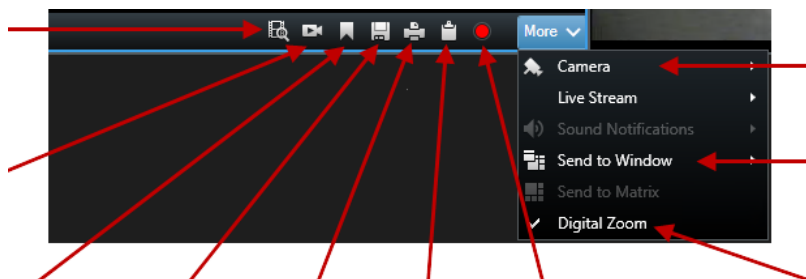 More
Camera
Live Stream
Sound Notifications
Send to Window
Send to Matrix
Digital Zoom